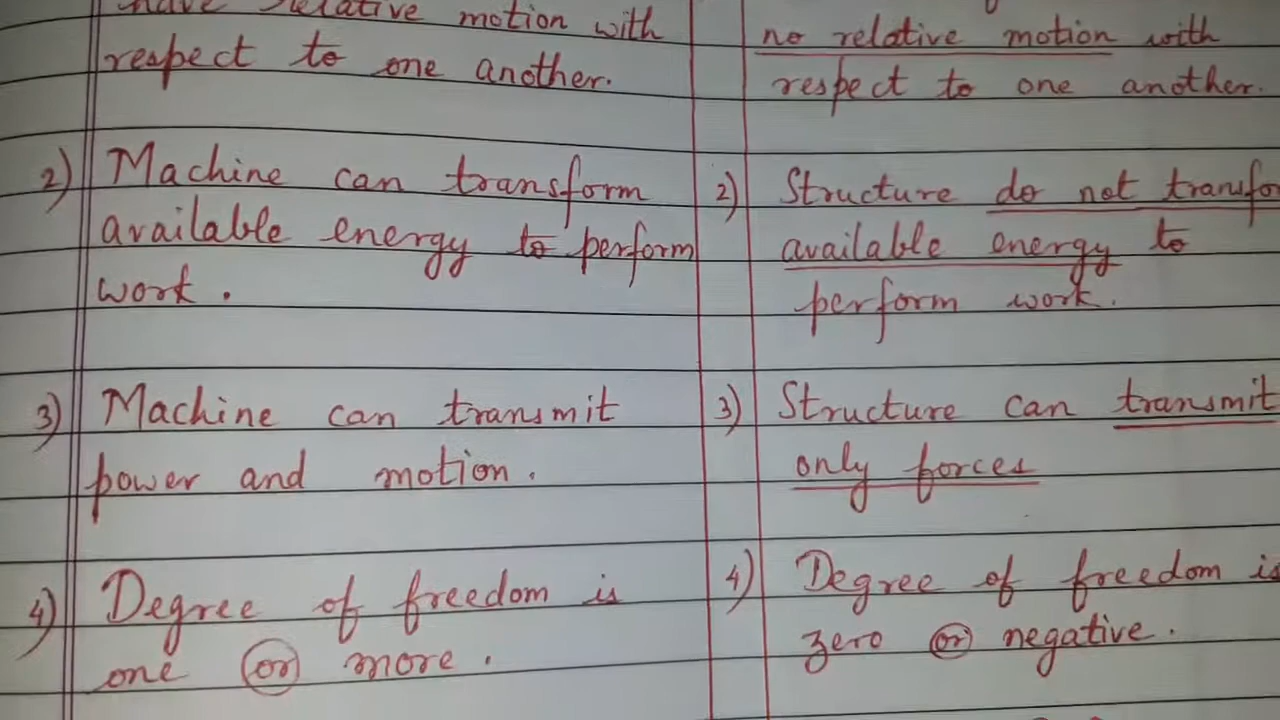 have relative motion with
respect to one another.
2) Machine can transform
available energy to perform
work.
3) Machine can transmit
power and motion.
4) Degree of freedom is
one or more.
no relative motion with
respect to one another.
2) Structure do not transfo
available energy to
perform work.
3) Structure can transmit
only forces
4) Degree of freedom is
zero or negative.